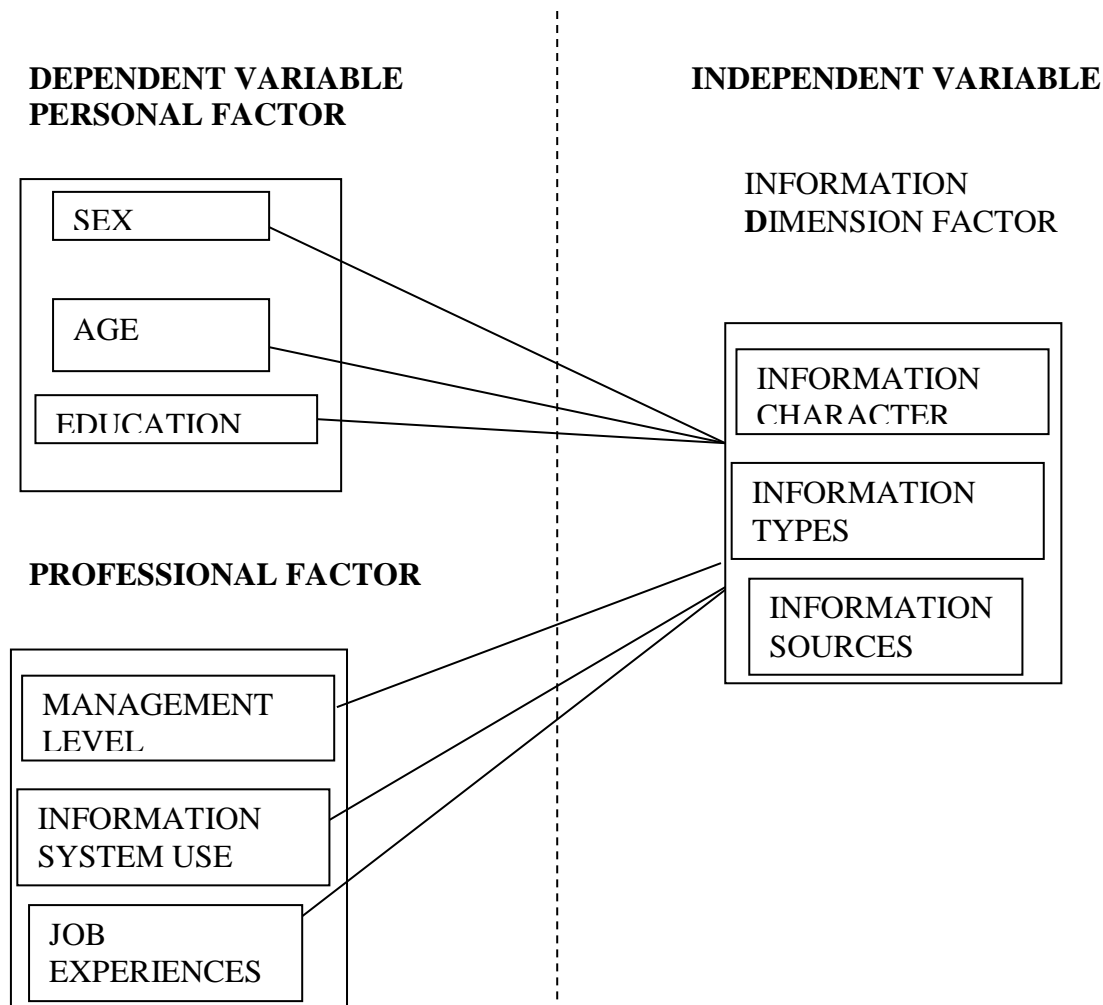 DEPENDENT VARIABLE
PERSONAL FACTOR
SEX
AGE
EDUCATION
PROFESSIONAL FACTOR
MANAGEMENT
LEVEL
INFORMATION
SYSTEM USE
JOB
EXPERIENCES
INDEPENDENT VARIABLE
INFORMATION
DIMENSION FACTOR
INFORMATION
CHARACTER
INFORMATION
TYPES
INFORMATION
SOURCES